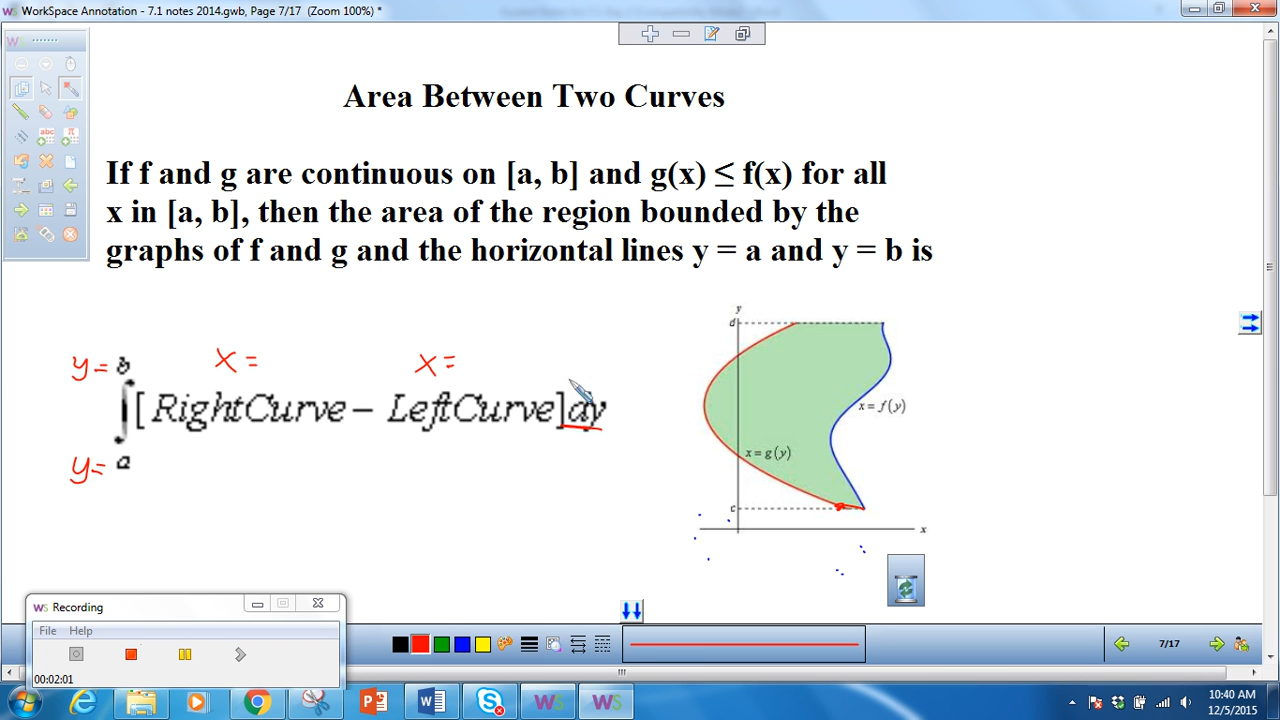 WorkSpace Annotation - 7.1 notes 2014.gwb, Page 7/17 (Zoom 100%) *
Area Between Two Curves
If f and g are continuous on [a, b] and g(x) ≤ f(x) for all
x in [a, b], then the area of the region bounded by the
graphs of f and g and the horizontal lines y = a and y = b is
y = b x = x =
∫ [ RightCurve − LeftCurve] dy
y = a
y
d
x = f(y)
x = g(y)
c
x
WS Recording
File Help
00:02:01
7/17
10:40 AM
12/5/2015